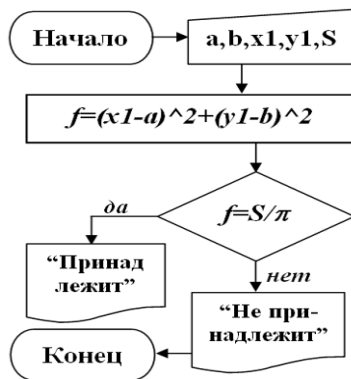 Начало
a,b,x1,y1,S
f=(x1-a)^2+(y1-b)^2
f=S/π
да
нет
“Принад
лежит”
“Не при-
надлежит”
Конец